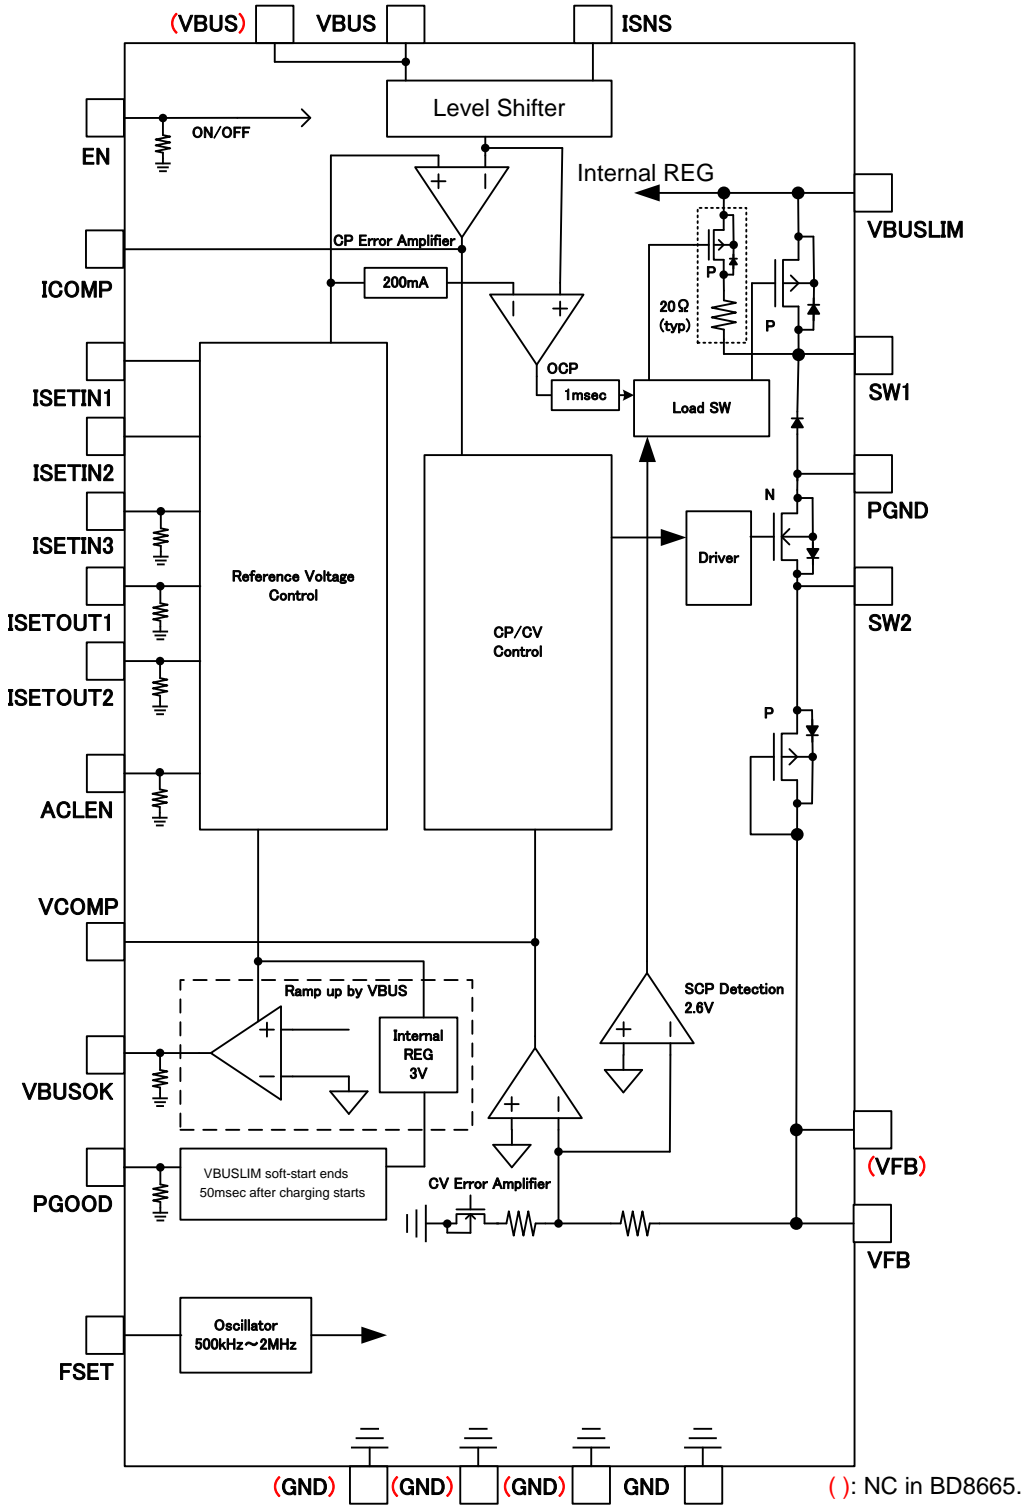 (VBUS) VBUS ISNS
Level Shifter
EN
ON/OFF
+ −
Internal REG
VBUSLIM
CP Error Amplifier
ICOMP
200mA
− +
P
20Ω
(typ)
P
OCP
1msec
Load SW
SW1
ISETIN1
ISETIN2
ISETIN3
ISETOUT1
ISETOUT2
ACLEN
Reference Voltage
Control
CP/CV
Control
Driver
N
PGND
SW2
P
VCOMP
Ramp up by VBUS
+
−
Internal
REG
3V
VBUSOK
SCP Detection
2.6V
+ −
+ −
PGOOD
VBUSLIM soft-start ends
50msec after charging starts
CV Error Amplifier
(VFB)
VFB
FSET
Oscillator
500kHz～2MHz
(GND) (GND) (GND) GND
( ): NC in BD8665.